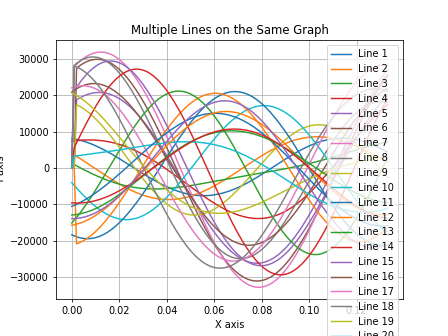 Multiple Lines on the Same Graph
30000
20000
10000
0
−10000
−20000
−30000
0.00
0.02
0.04
0.06
0.08
0.10
X axis
Line 1
Line 2
Line 3
Line 4
Line 5
Line 6
Line 7
Line 8
Line 9
Line 10
Line 11
Line 12
Line 13
Line 14
Line 15
Line 16
Line 17
Line 18
Line 19
Line 20